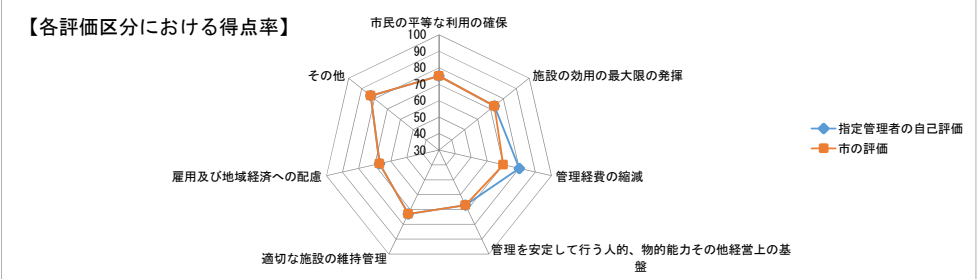 【各評価区分における得点率】
市民の平等な利用の確保
100
90
80
70
60
50
40
30
施設の効用の最大限の発揮
管理経費の縮減
管理を安定して行う人的、物的能力その他経営上の基
盤
適切な施設の維持管理
雇用及び地域経済への配慮
その他
指定管理者の自己評価
市の評価